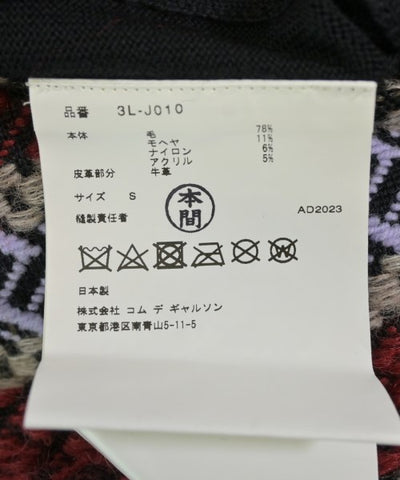 品番 3L-J010
本体 毛 78%
モヘヤ 11%
ナイロン 6%
アクリル 5%
皮革部分 牛革
サイズ S
本間
縫製責任者 AD2023
W
日本製
株式会社 コム デ ギャルソン
東京都港区南青山5-11-5